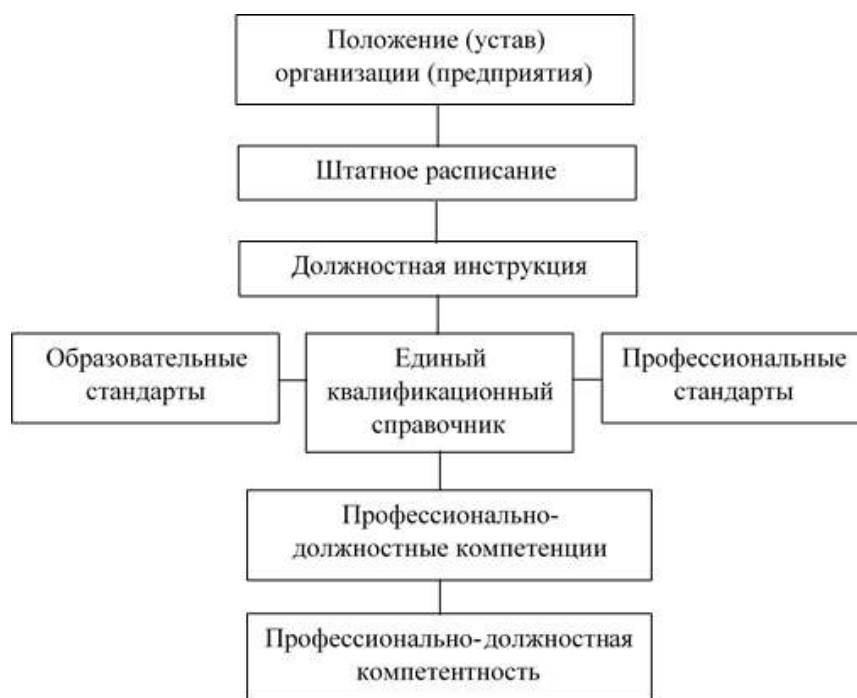 Положение (устав)
организации (предприятия)
Штатное расписание
Должностная инструкция
Образовательные
стандарты
Единый
квалификационный
справочник
Профессиональные
стандарты
Профессионально-
должностные компетенции
Профессионально-должностная
компетентность